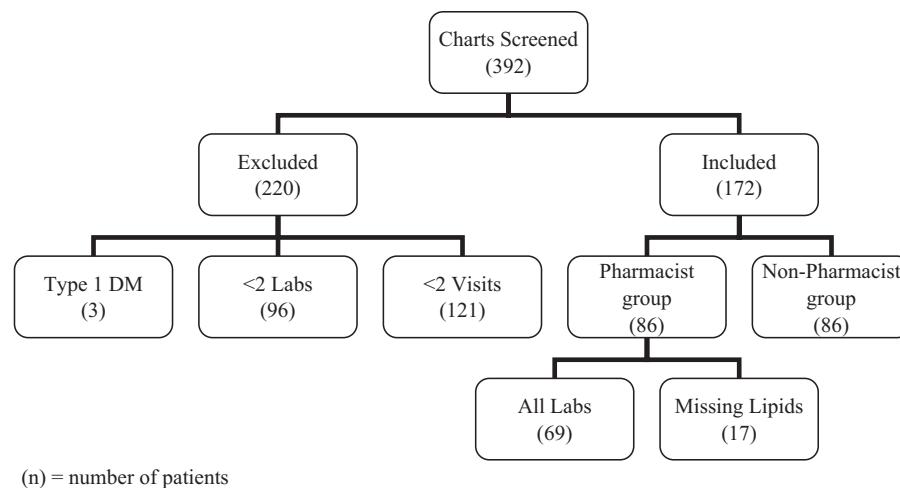 Charts Screened
(392)
Excluded
(220)
Included
(172)
Type 1 DM
(3)
<2 Labs
(96)
<2 Visits
(121)
Pharmacist
group
(86)
Non-Pharmacist
group
(86)
All Labs
(69)
Missing Lipids
(17)
(n) = number of patients